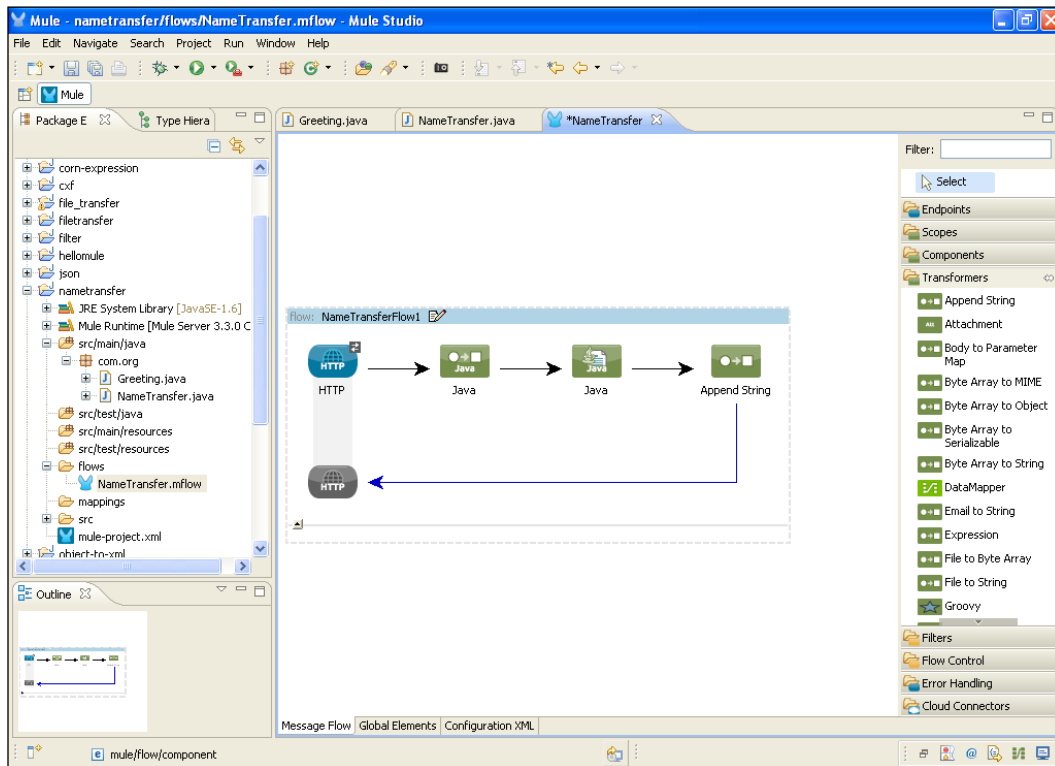 Mule - nametransfer/flows/NameTransfer.mflow - Mule Studio
File Edit Navigate Search Project Run Window Help
Mule
Package E
Type Hiera
Greeting.java
NameTransfer.java
*NameTransfer
corn-expression
cxf
file_transfer
filetransfer
filter
hellomule
json
nametransfer
JRE System Library [JavaSE-1.6]
Mule Runtime [Mule Server 3.3.0 C
src/main/java
com.org
Greeting.java
NameTransfer.java
src/test/java
src/main/resources
src/test/resources
flows
NameTransfer.mflow
mappings
src
mule-project.xml
object-to-xml
Outline
flow: NameTransferFlow1
HTTP
Java
Java
HTTP
Java
Java
Append String
HTTP
Message Flow
Global Elements
Configuration XML
Filter:
Select
Endpoints
Scopes
Components
Transformers
Append String
Attachment
Body to Parameter
Map
Byte Array to MIME
Byte Array to Object
Byte Array to
Serializable
Byte Array to String
DataMapper
Email to String
Expression
File to Byte Array
File to String
Groovy
Filters
Flow Control
Error Handling
Cloud Connectors
mule/flow/component